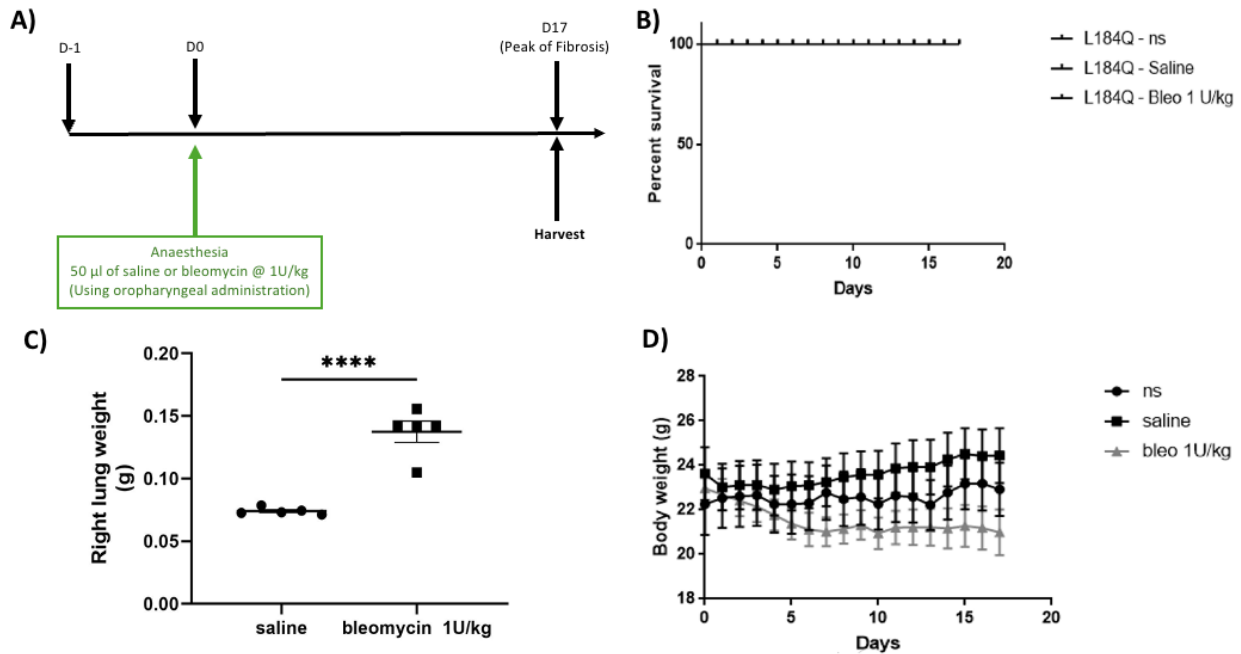 A)
D-1
D0
D17
(Peak of Fibrosis)
Anaesthesia
50 µl of saline or bleomycin @ 1U/kg
(Using oropharyngeal administration)
Harvest
B)
Percent survival
100
50
0
0 5 10 15 20
Days
L184Q - ns
L184Q - Saline
L184Q - Bleo 1 U/kg
C)
Right lung weight
(g)
0.20
0.15
0.10
0.05
0.00
****
saline bleomycin 1U/kg
D)
Body weight (g)
28
26
24
22
20
18
0 5 10 15 20
Days
ns
saline
bleo 1U/kg